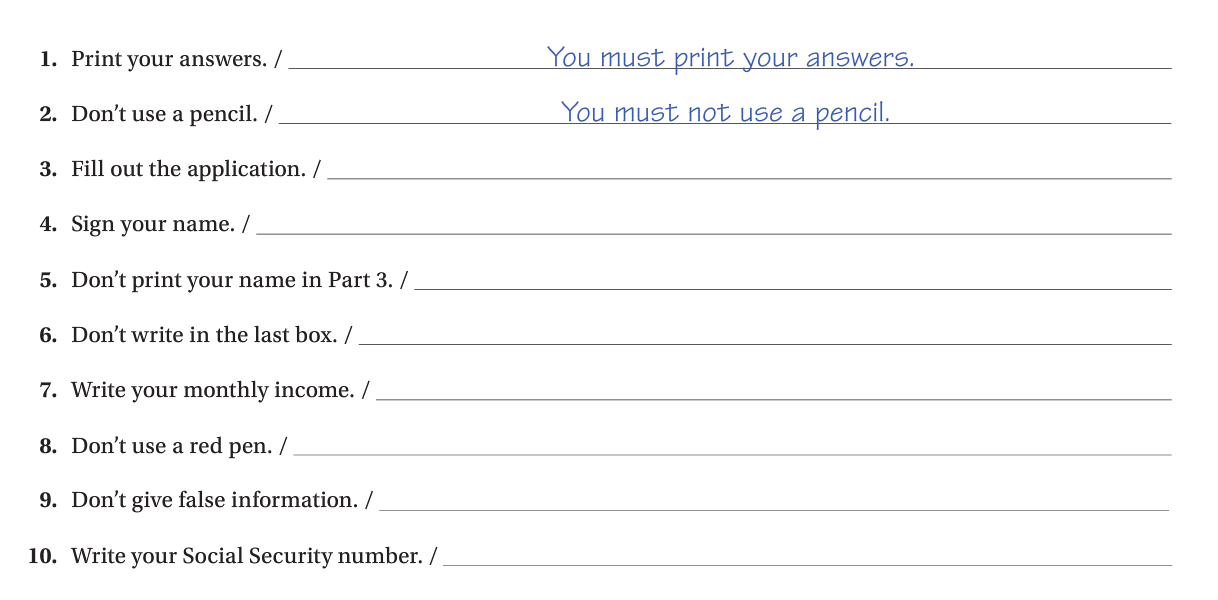 1. Print your answers. / You must print your answers.
2. Don’t use a pencil. / You must not use a pencil.
3. Fill out the application. /
4. Sign your name. /
5. Don’t print your name in Part 3. /
6. Don’t write in the last box. /
7. Write your monthly income. /
8. Don’t use a red pen. /
9. Don’t give false information. /
10. Write your Social Security number. /